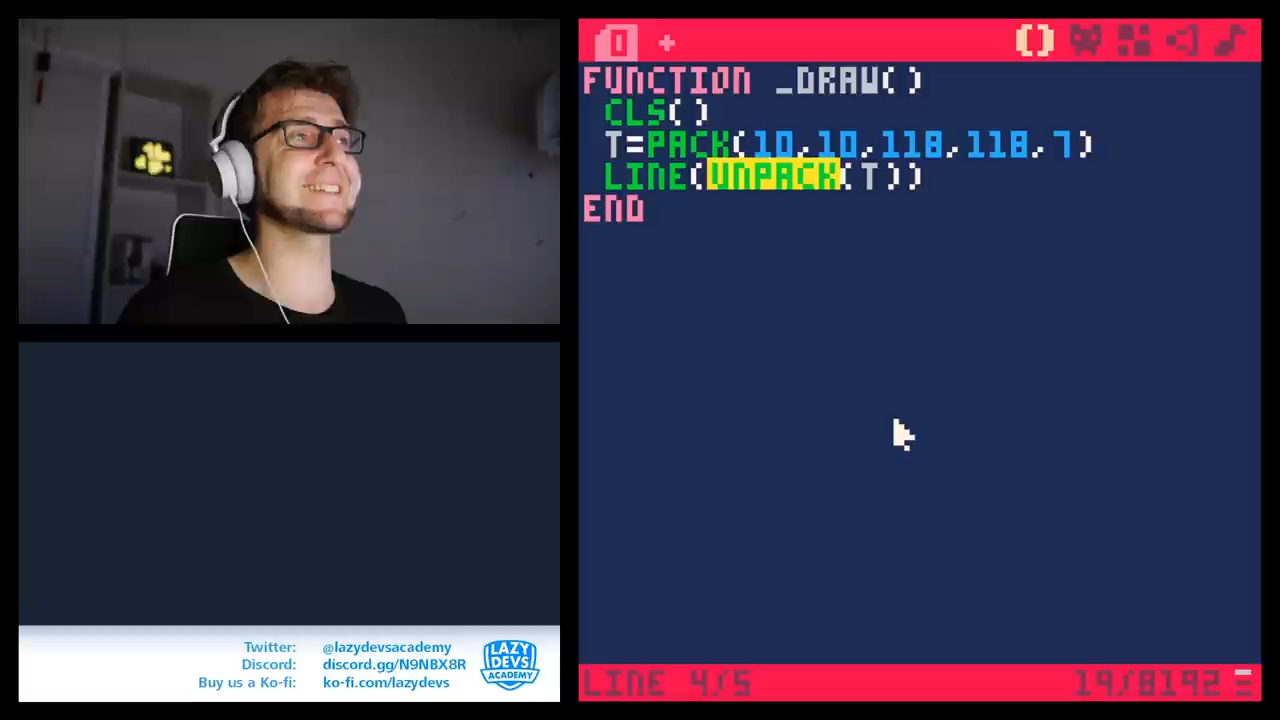 FUNCTION _DRAW()
CLS()
T=PACK(10,10,118,118,7)
LINE(UNPACK(T))
END
LINE 4/5
19/8192
Twitter: @lazydevsacademy
Discord: discord.gg/N9NBX8R
Buy us a Ko-fi: ko-fi.com/lazydevs
LAZY
DEVS
ACADEMY